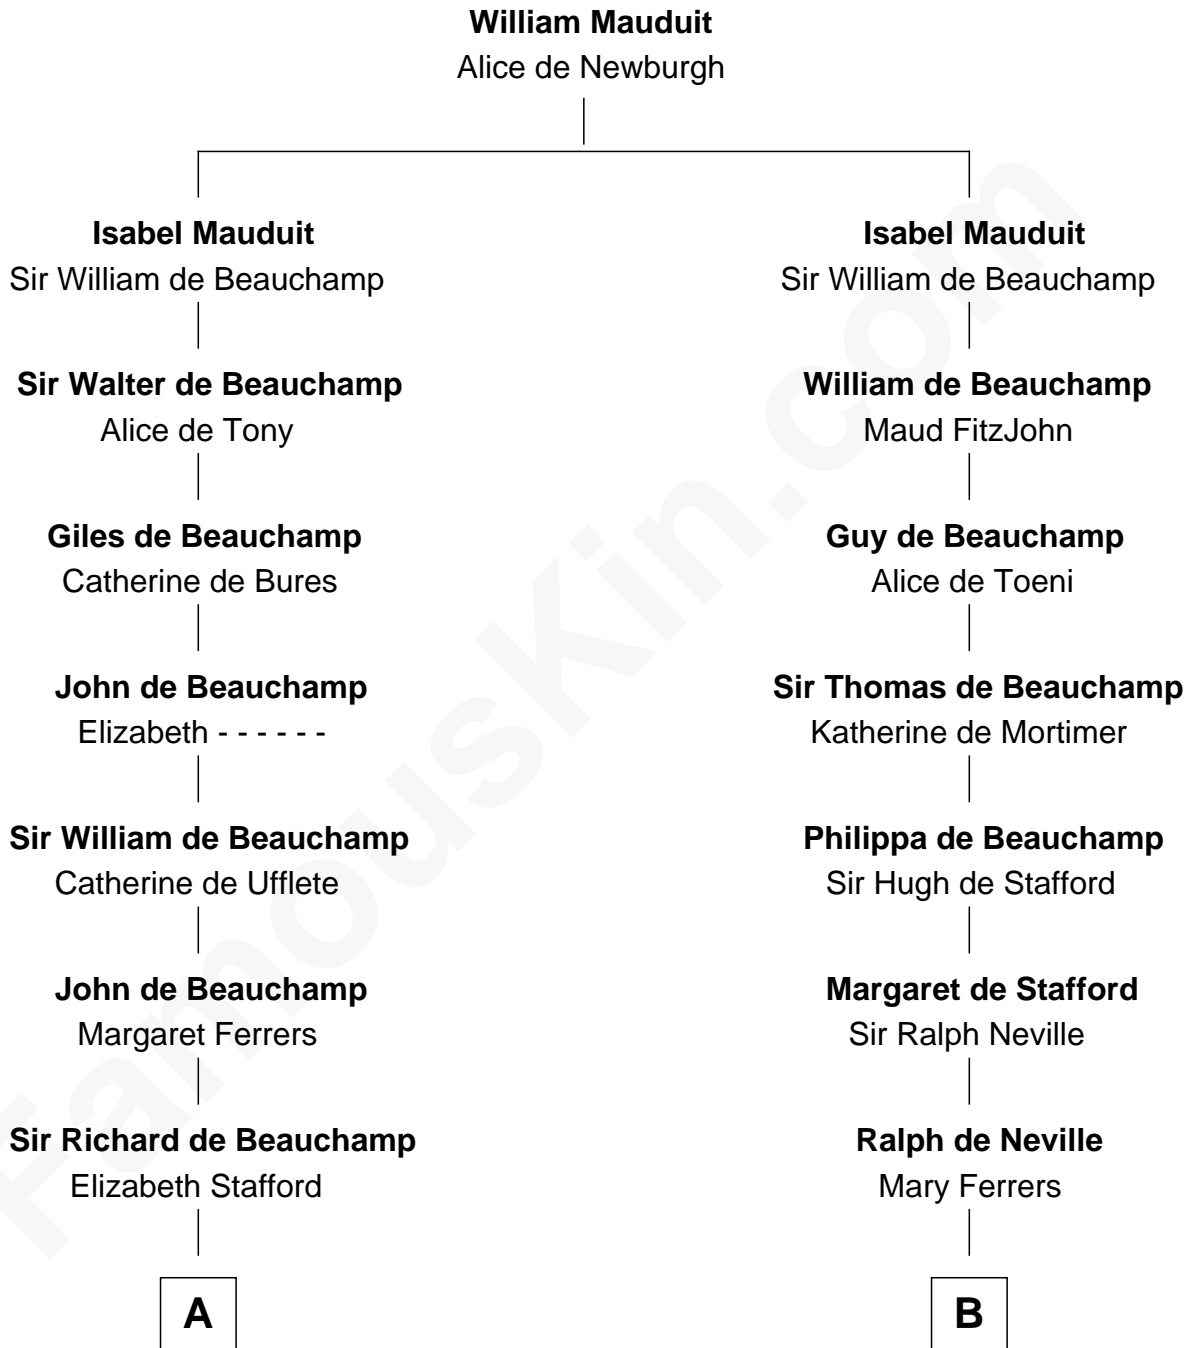 William Mauduit
Alice de Newburgh
Isabel Mauduit
Sir William de Beauchamp
Isabel Mauduit
Sir William de Beauchamp
Sir Walter de Beauchamp
Alice de Tony
William de Beauchamp
Maud FitzJohn
Giles de Beauchamp
Catherine de Bures
Guy de Beauchamp
Alice de Toeni
John de Beauchamp
Elizabeth - - - - - -
Sir Thomas de Beauchamp
Katherine de Mortimer
Sir William de Beauchamp
Catherine de Ufflete
Philippa de Beauchamp
Sir Hugh de Stafford
John de Beauchamp
Margaret Ferrers
Margaret de Stafford
Sir Ralph Neville
Sir Richard de Beauchamp
Elizabeth Stafford
Ralph de Neville
Mary Ferrers
A
B
FamousKin.com